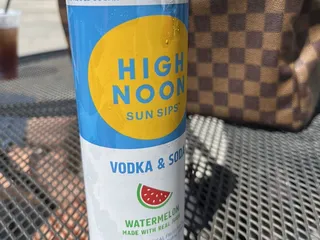 HIGH
NOON
SUN SIPS
VODKA & SODA
WATERMELON
MADE WITH REAL